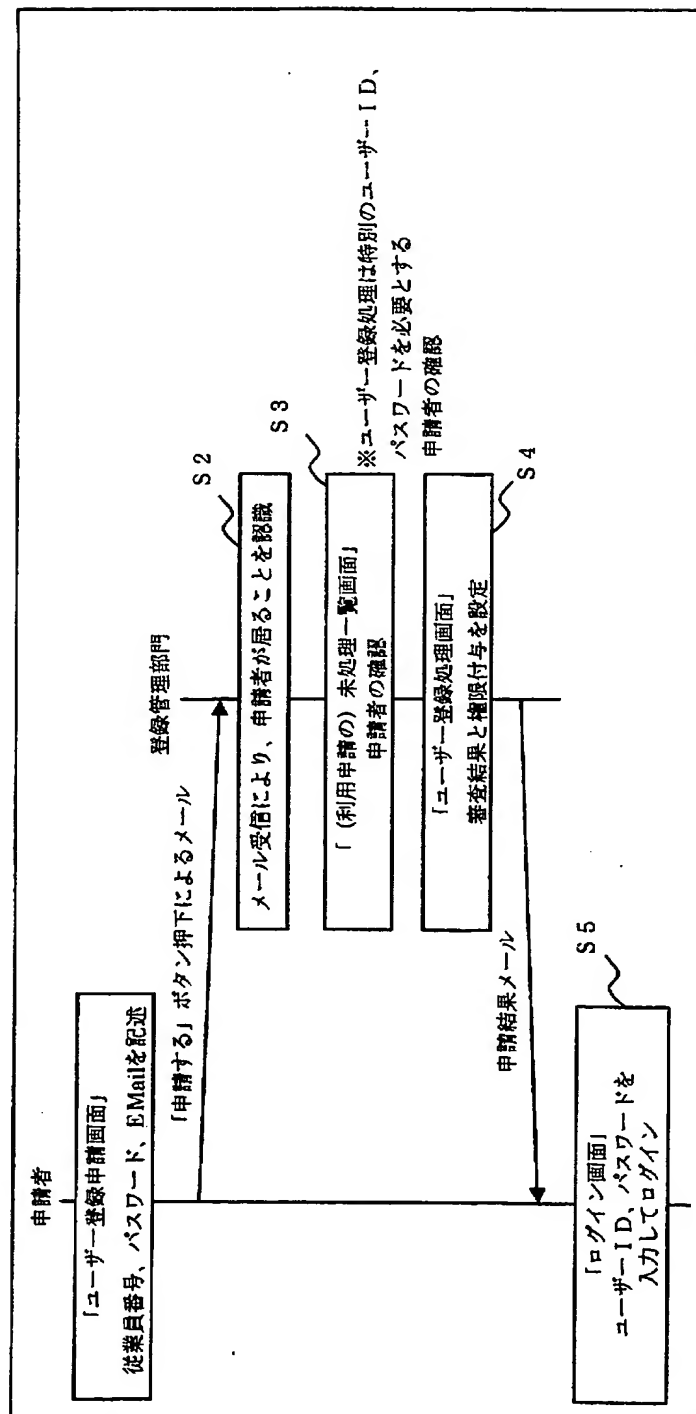 申請者
「ユーザー登録申請画面」
従業員番号、パスワード、EMailを記述
「申請する」ボタン押下によるメール
登録管理部門
S2
メール受信により、申請者が居ることを認識
S3
「(利用申請の)未処理一覧画面」
申請者の確認
※ユーザー登録処理は特別のユーザーID、
パスワードを必要とする
申請者の確認
S4
「ユーザー登録処理画面」
審査結果と権限付与を設定
申請結果メール
S5
「ログイン画面」
ユーザーID、パスワードを
入力してログイン